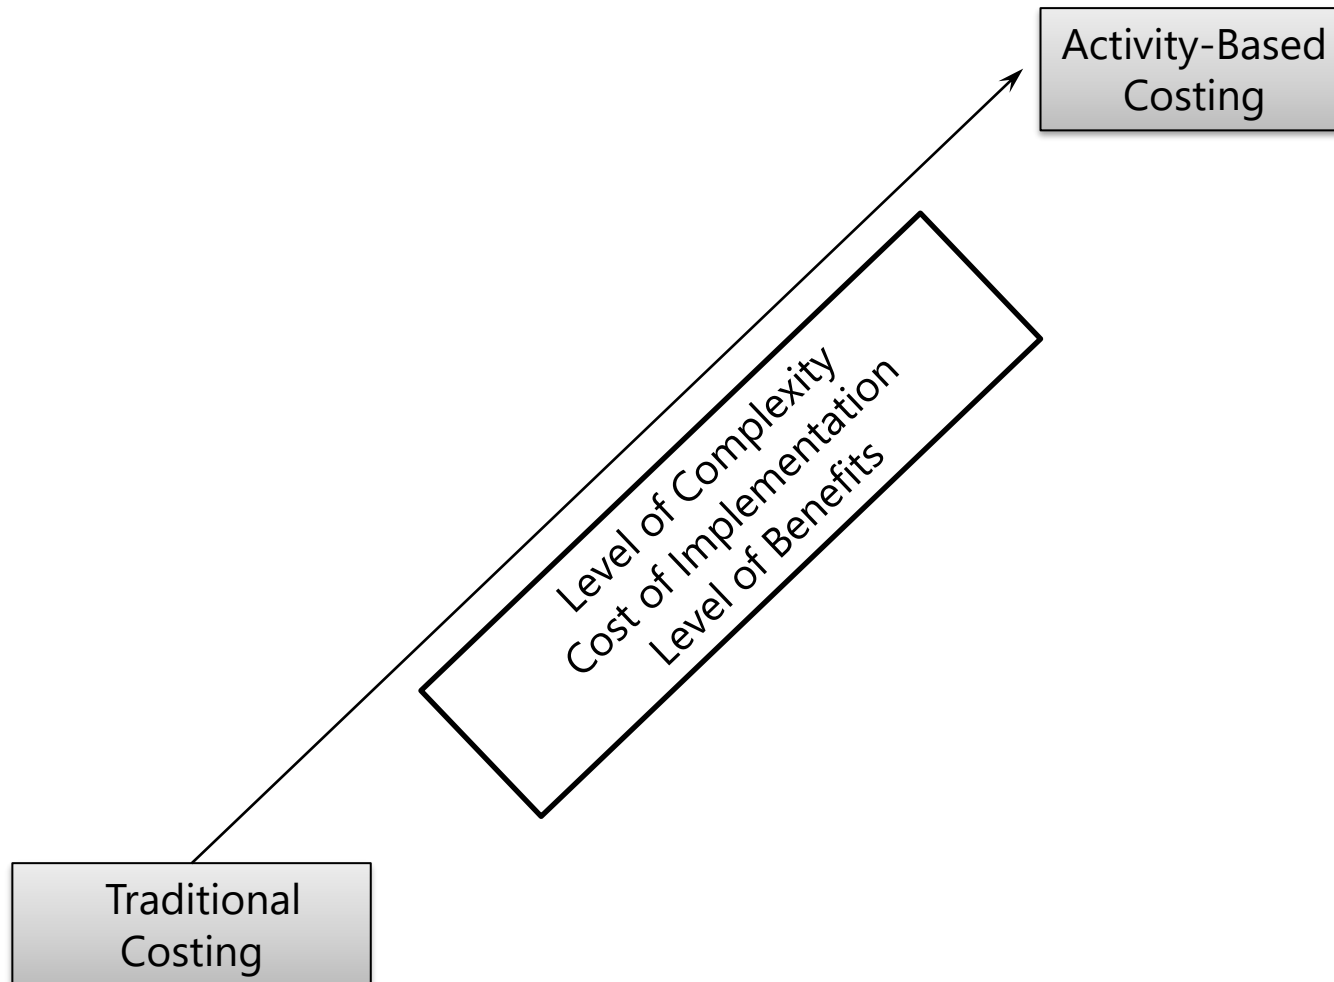 Activity-Based
Costing
Level of Complexity
Cost of Implementation
Level of Benefits
Traditional
Costing